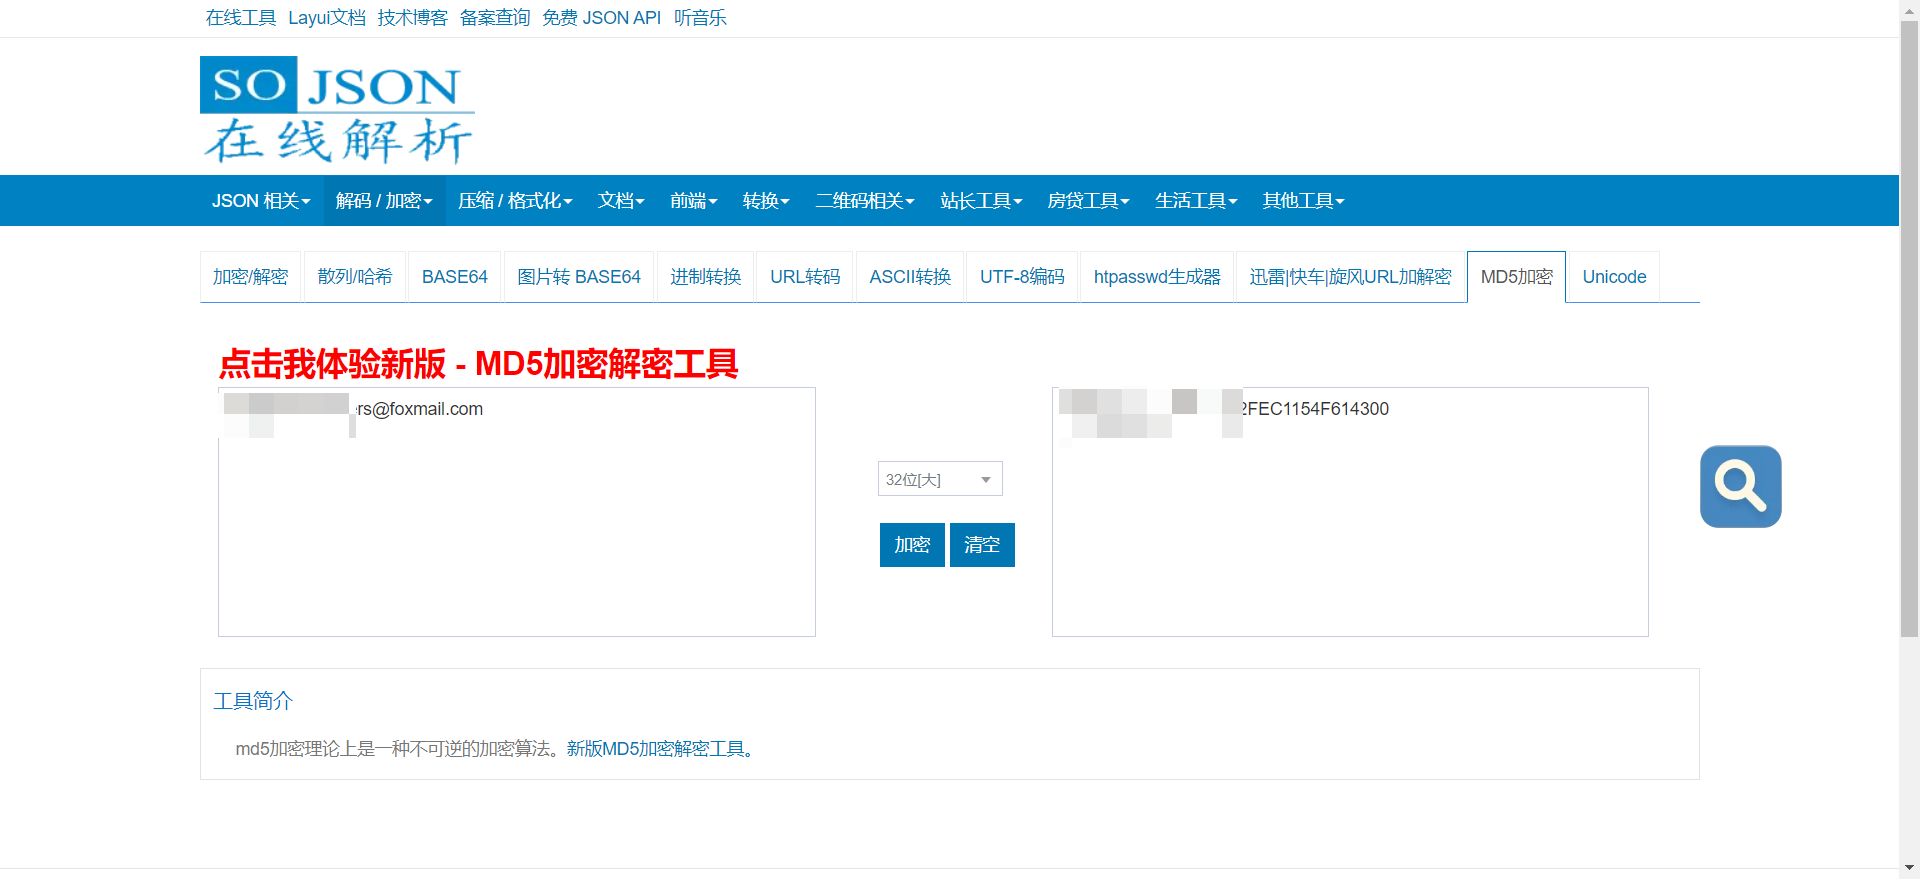 在线工具 Layui文档 技术博客 备案查询 免费 JSON API 听音乐
SO JSON
在线解析
JSON 相关 解码 / 加密 压缩 / 格式化 文档 前端 转换 二维码相关 站长工具 房贷工具 生活工具 其他工具
加密/解密 散列/哈希 BASE64 图片转 BASE64 进制转换 URL转码 ASCII转换 UTF-8编码 htpasswd生成器 迅雷|快车|旋风URL加解密 MD5加密 Unicode
点击我体验新版 - MD5加密解密工具
ers@foxmail.com
2FEC1154F614300
32位[大]
加密 清空
工具简介
md5加密理论上是一种不可逆的加密算法。新版MD5加密解密工具。